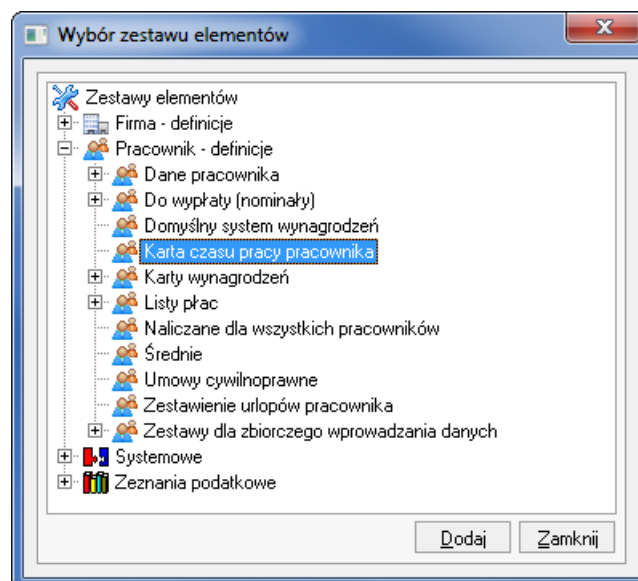 Wybór zestawu elementów
Zestawy elementów
Firma - definicje
Pracownik - definicje
Dane pracownika
Do wypłaty (nominały)
Domyślny system wynagrodzeń
Karta czasu pracy pracownika
Karty wynagrodzeń
Listy płac
Naliczane dla wszystkich pracowników
Średnie
Umowy cywilnoprawne
Zestawienie urlopów pracownika
Zestawy dla zbiorczego wprowadzania danych
Systemowe
Zeznania podatkowe
Dodaj Zamknij